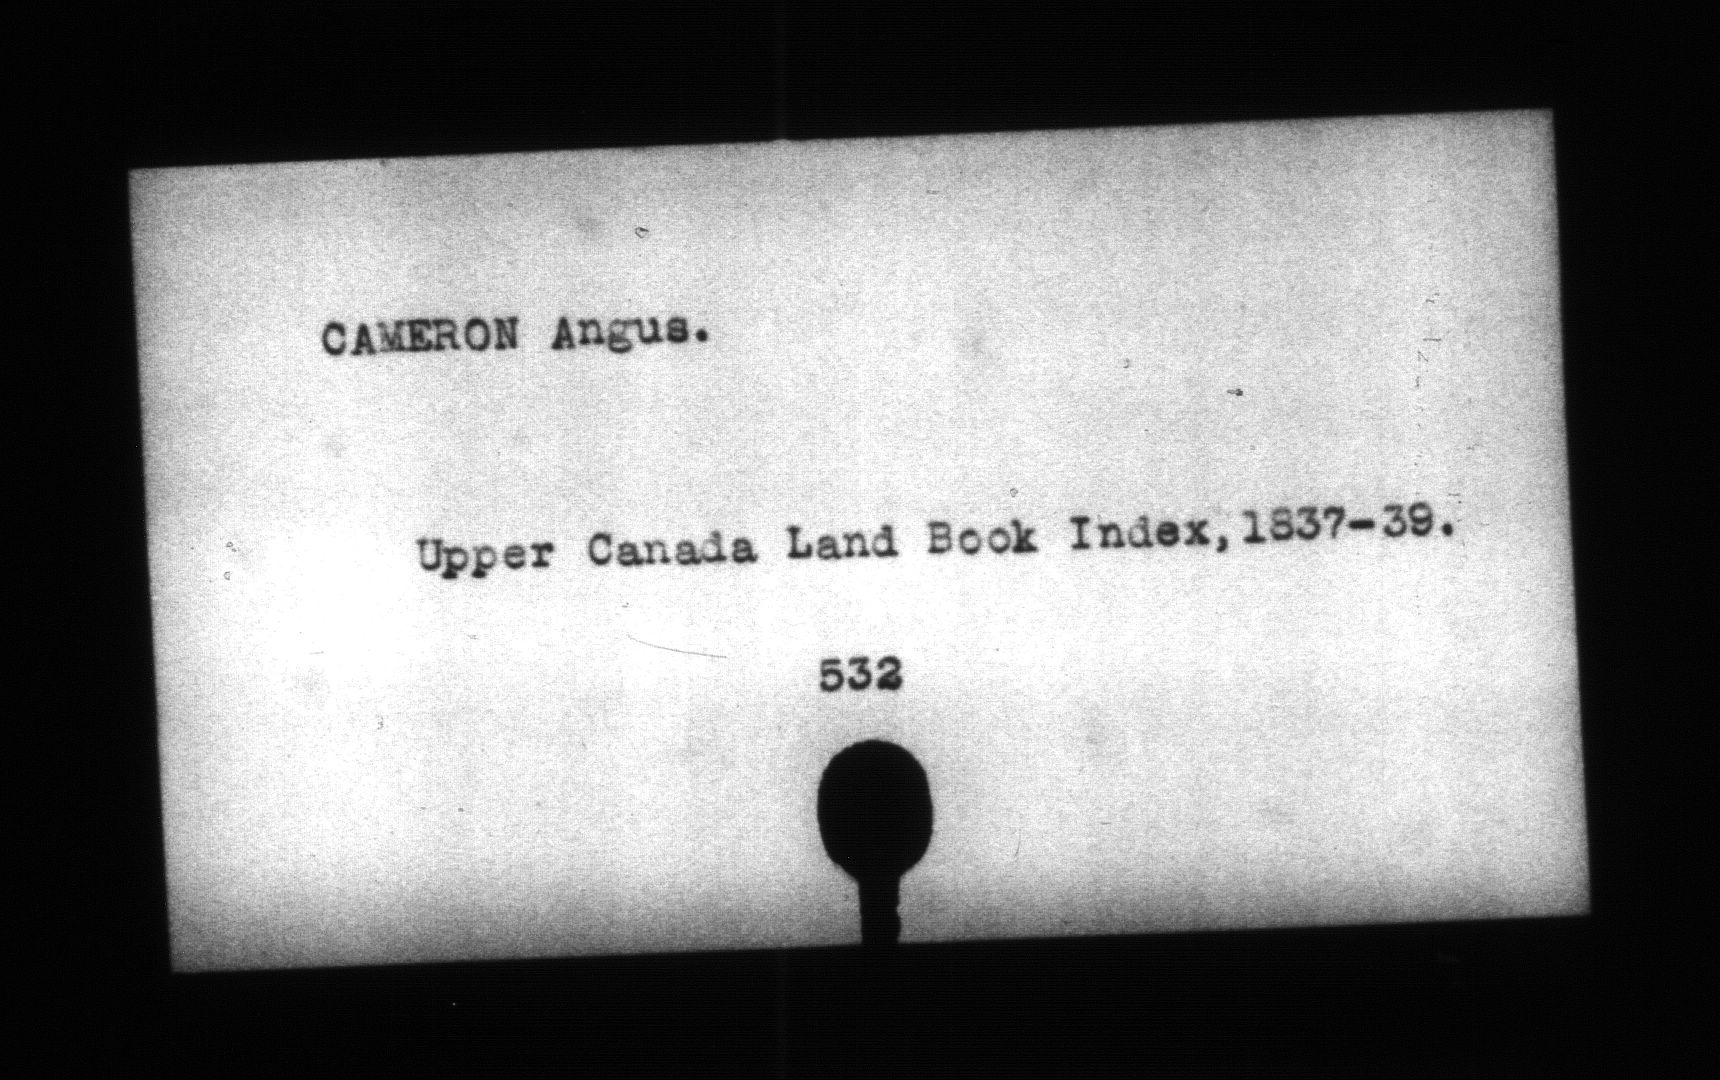 CAMERON Angus.
Upper Canada Land Book Index,1837-39.
532